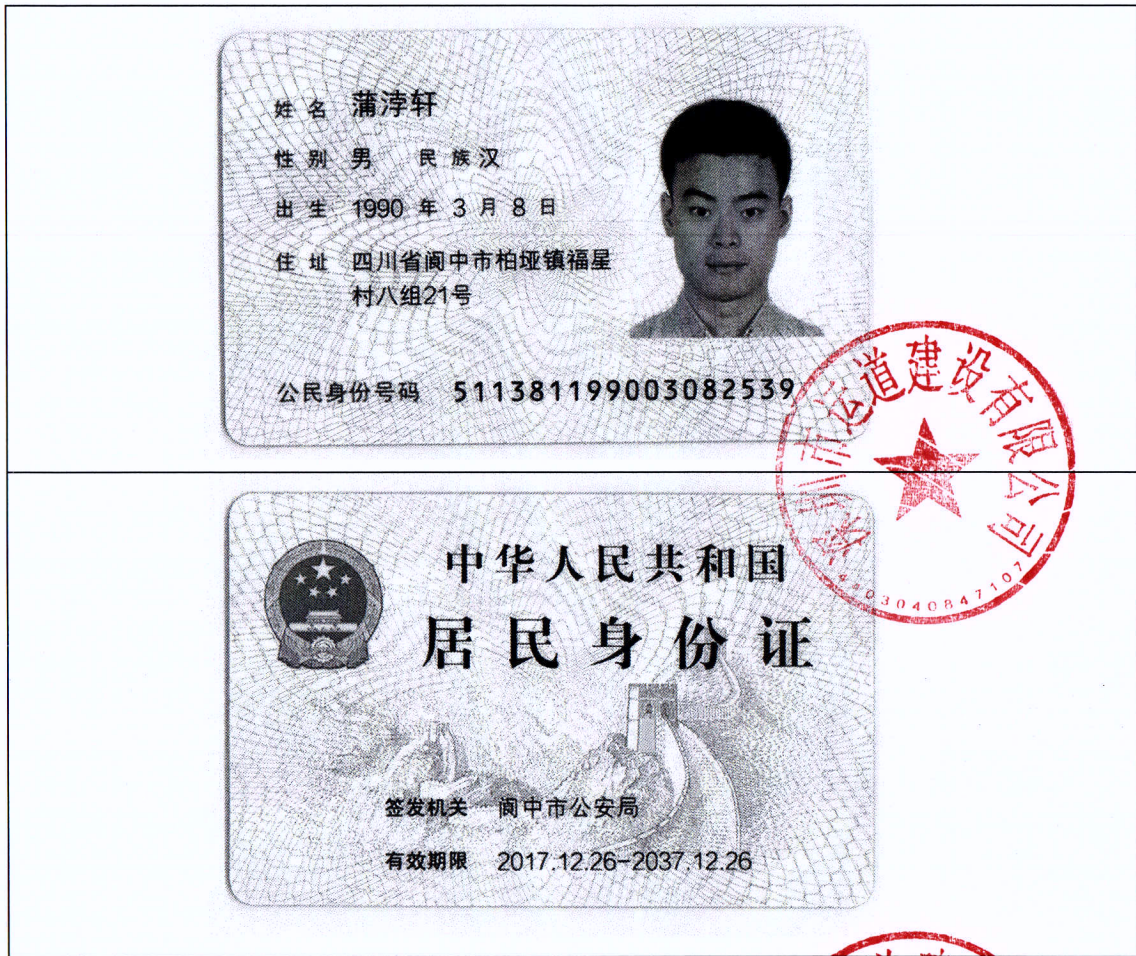 姓名 蒲浡轩
性别 男 民族汉
出生 1990 年 3 月 8 日
住址 四川省阆中市柏垭镇福星
村八组21号
公民身份号码 511381199003082539
深圳市运道建设有限公司
4403040847107
中华人民共和国
居民身份证
签发机关 阆中市公安局
有效期限 2017.12.26-2037.12.26